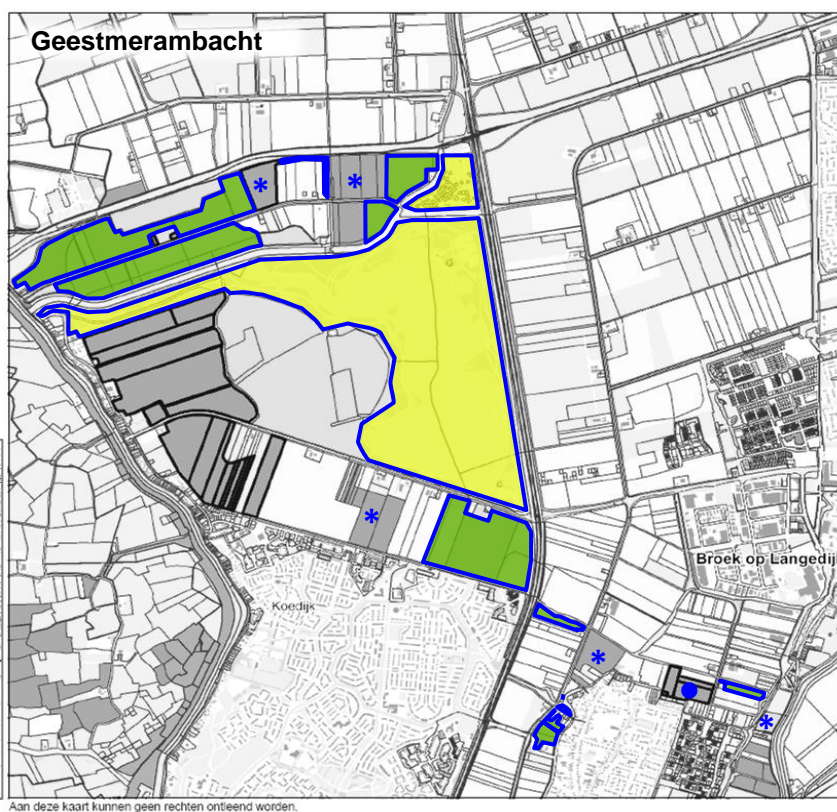 Geestmerambacht
Broek op Langedij
Koedijk
Aan deze kaart kunnen geen rechten ontleend worden.